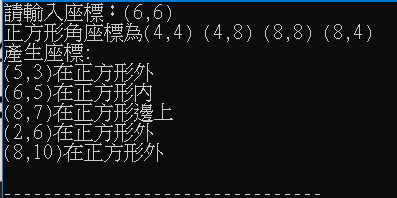 請輸入座標：(6,6)
正方形角座標為(4,4) (4,8) (8,8) (8,4)
產生座標:
(5,3)在正方形外
(6,5)在正方形内
(8,7)在正方形邊上
(2,6)在正方形外
(8,10)在正方形外
--------------------------------